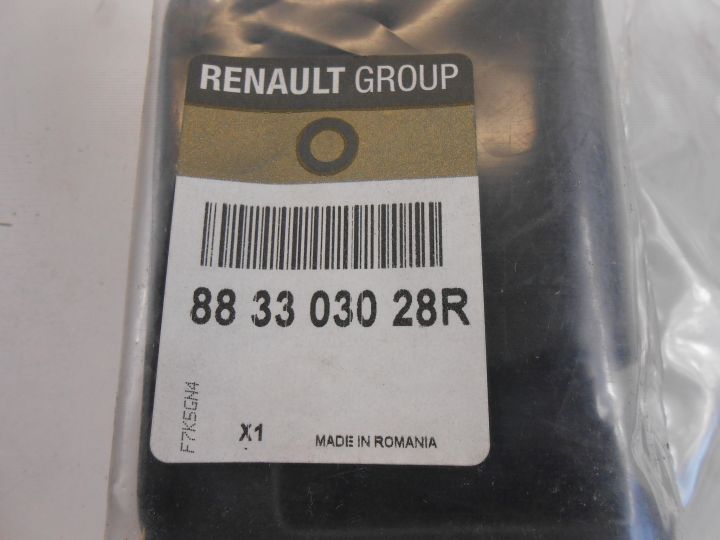 RENAULT GROUP
88 33 030 28R
F7K5GN4
X1
MADE IN ROMANIA